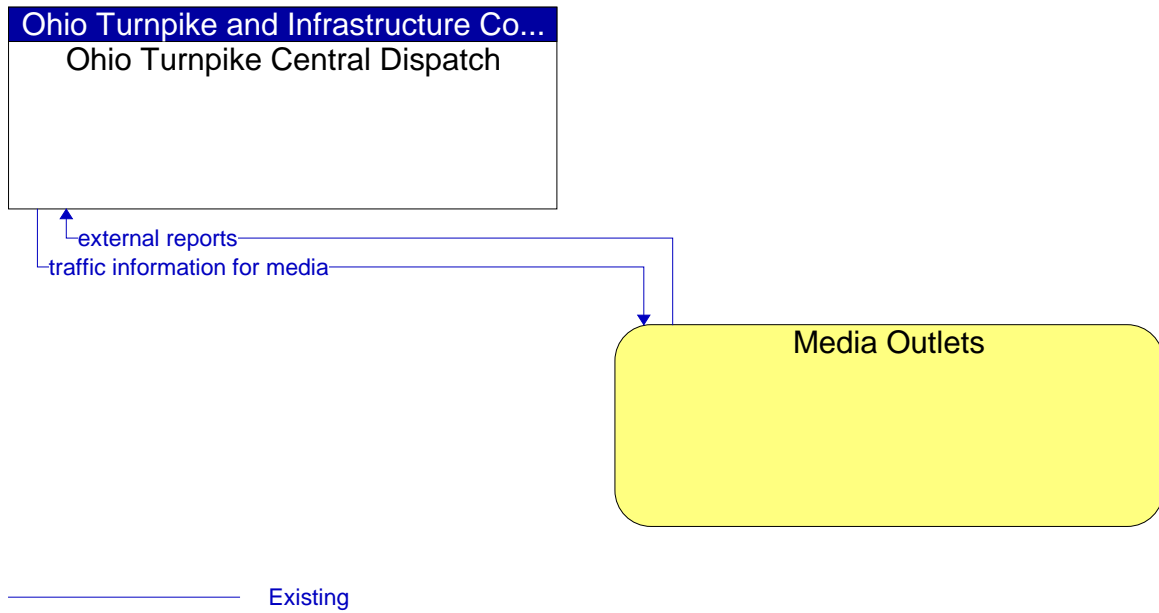 Ohio Turnpike and Infrastructure Co...
Ohio Turnpike Central Dispatch
external reports
traffic information for media
Media Outlets
Existing